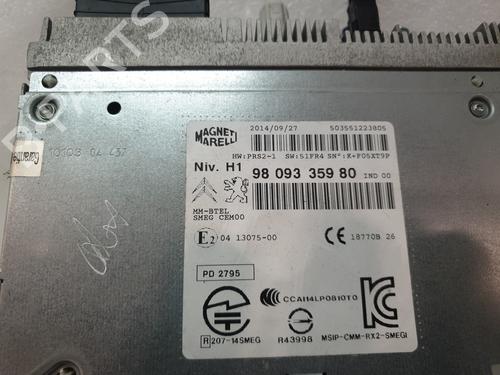 PARTS
Garantie
10103 04 437
MAGNETI MARELLI
2014/09/27 503551223805
HW:PRS2-1 SW:51FR4 SN°:K+F05XT9P
Niv. H1
98 093 359 80 IND 00
MM-BTEL
SMEG CEM00
E2 04 13075-00
CE 18770B 26
PD 2795
CCAI14LP0810T0
R 207-14SMEG
R43998
MSIP-CMM-RX2-SMEGI